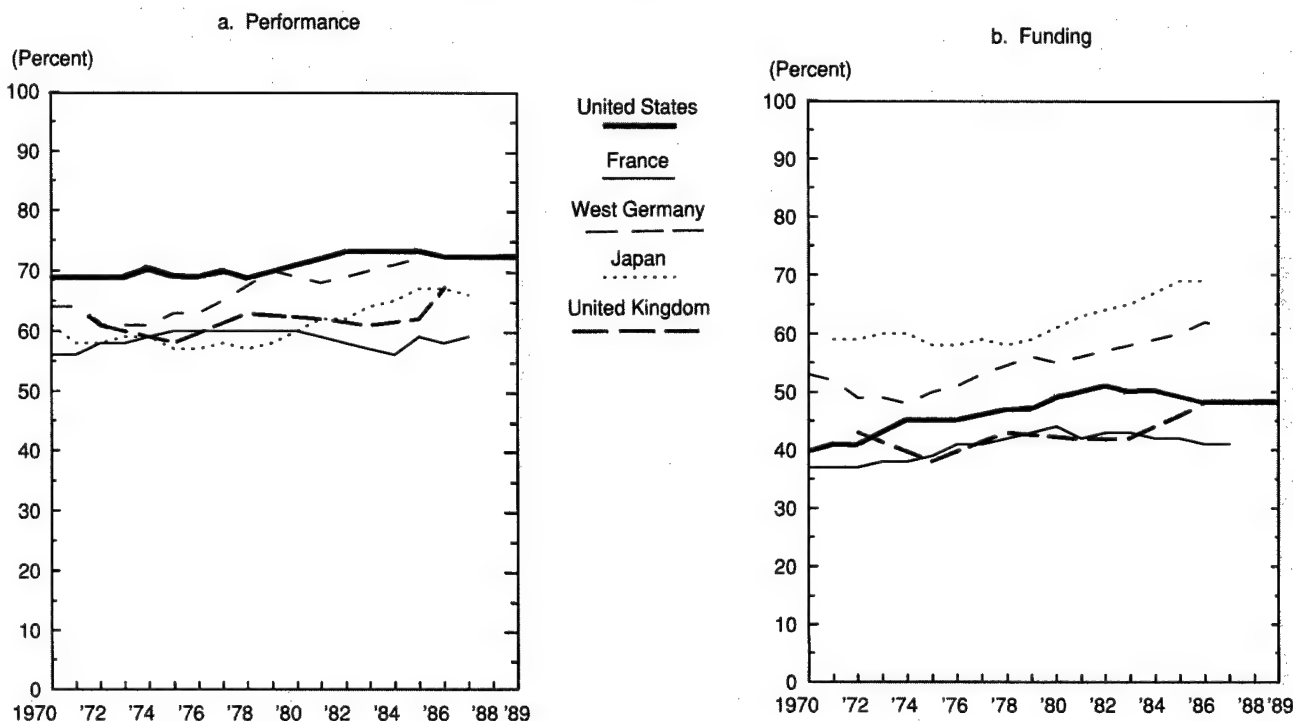 a. Performance
(Percent)
100
90
80
70
60
50
40
30
20
10
0
1970 '72 '74 '76 '78 '80 '82 '84 '86 '88 '89
United States
France
West Germany
Japan
United Kingdom
b. Funding
(Percent)
100
90
80
70
60
50
40
30
20
10
0
1970 '72 '74 '76 '78 '80 '82 '84 '86 '88 '89